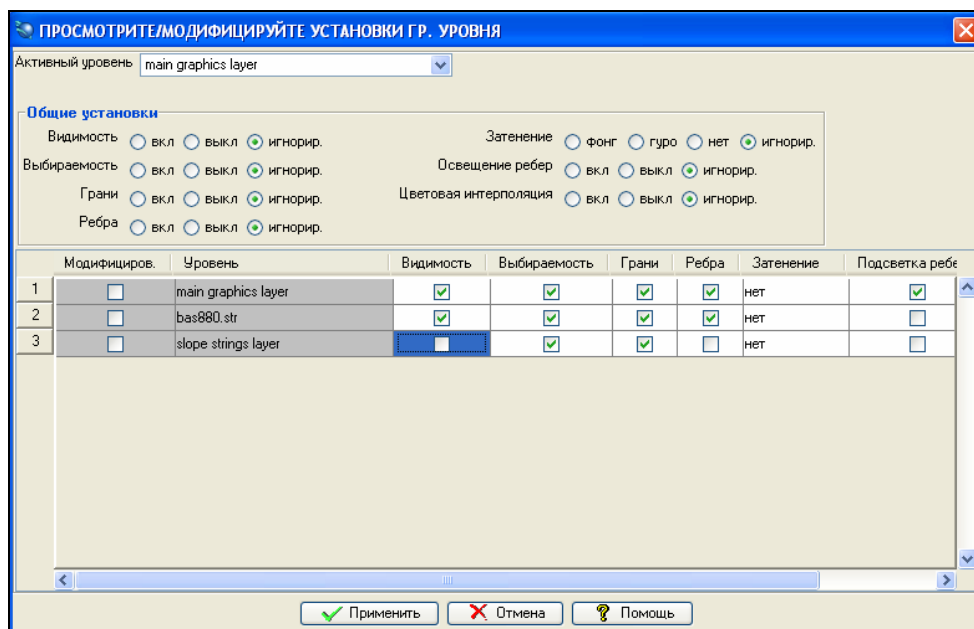 ПРОСМОТРИТЕ/МОДИФИЦИРУЙТЕ УСТАНОВКИ ГР. УРОВНЯ
Активный уровень main graphics layer
Общие установки
Видимость вкл выкл игнорир. Затенение фонг гуро нет игнорир.
Выбираемость вкл выкл игнорир. Освещение ребер вкл выкл игнорир.
Грани вкл выкл игнорир. Цветовая интерполяция вкл выкл игнорир.
Ребра вкл выкл игнорир.
Модифициров. Уровень Видимость Выбираемость Грани Ребра Затенение Подсветка ребе
1 main graphics layer нет
2 bas880.str нет
3 slope strings layer нет
Применить Отмена Помощь